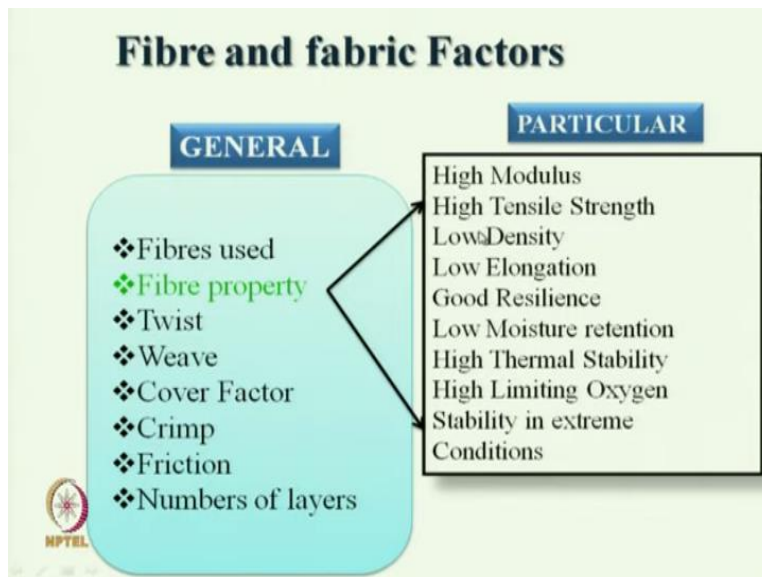 Fibre and fabric Factors
GENERAL
❖Fibres used
❖Fibre property
❖Twist
❖Weave
❖Cover Factor
❖Crimp
❖Friction
❖Numbers of layers
PARTICULAR
High Modulus
High Tensile Strength
Low Density
Low Elongation
Good Resilience
Low Moisture retention
High Thermal Stability
High Limiting Oxygen
Stability in extreme
Conditions
NPTEL